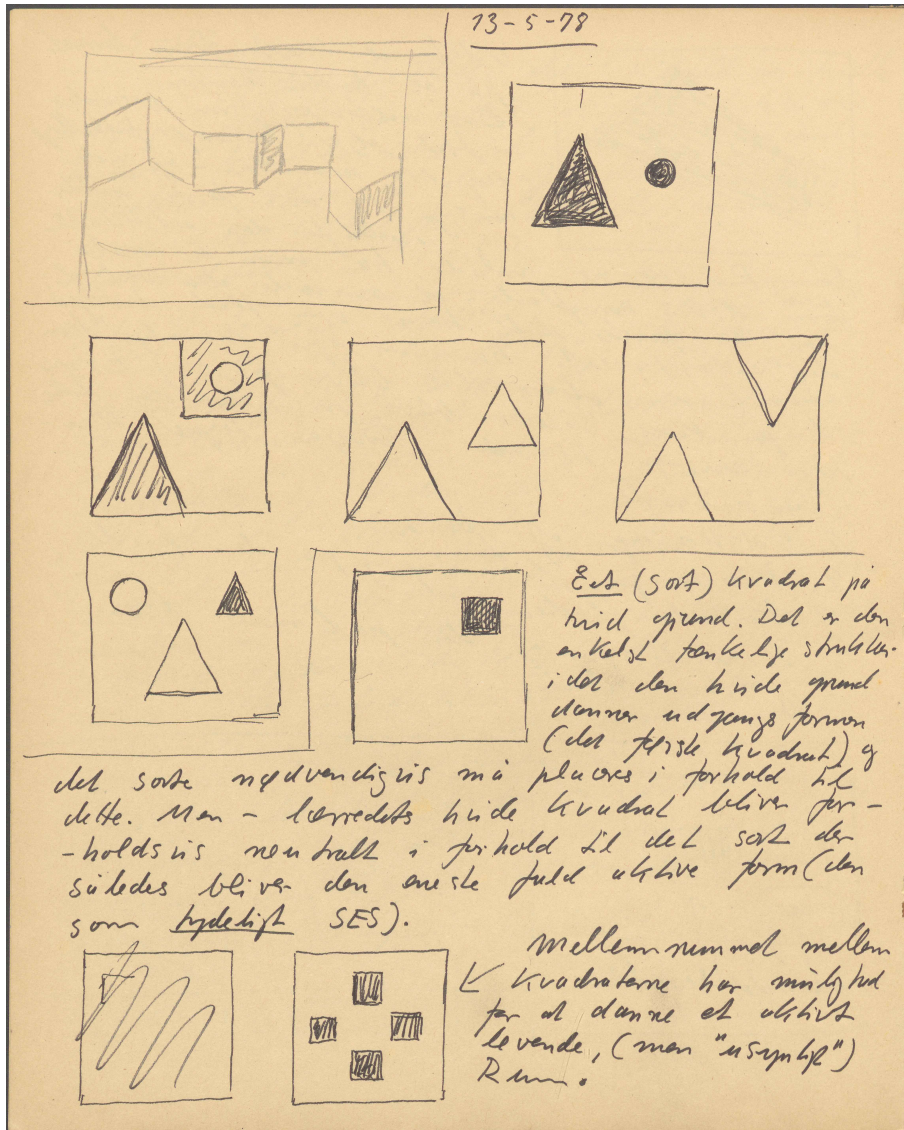 13-5-78
Éet (sort) kvadrat på
hvid grund. Det er den
enkelst tænkelige struktur
idet den hvide grund
danner udgangs formen
(det første kvadrat) og
det sorte nødvendigvis må placeres i forhold til
dette. Men - lærredets hvide kvadrat bliver for-
-holdsvis neutralt i forhold til det sort der
således bliver den eneste fuld aktive form (den
som tydeligt SES).
Mellemrummet mellem
kvadraterne har mulighed
for at danne et aktivt
levende, (men "usynligt")
Rum.